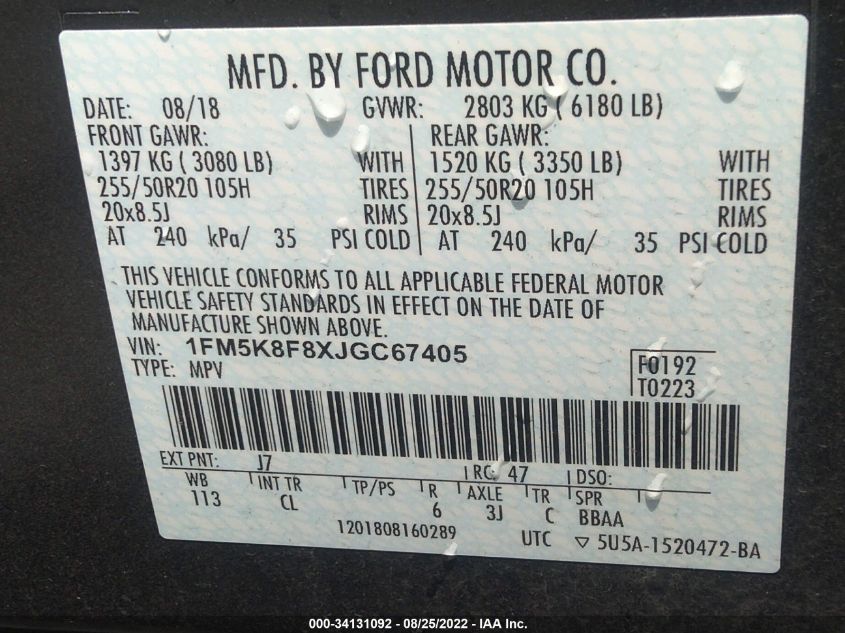 MFD. BY FORD MOTOR CO.
DATE: 08/18 GVWR: 2803 KG ( 6180 LB)
FRONT GAWR: REAR GAWR:
1397 KG ( 3080 LB) WITH 1520 KG ( 3350 LB) WITH
255/50R20 105H TIRES 255/50R20 105H TIRES
20x8.5J RIMS 20x8.5J RIMS
AT 240 kPa/ 35 PSI COLD AT 240 kPa/ 35 PSI COLD
THIS VEHICLE CONFORMS TO ALL APPLICABLE FEDERAL MOTOR
VEHICLE SAFETY STANDARDS IN EFFECT ON THE DATE OF
MANUFACTURE SHOWN ABOVE.
VIN: 1FM5K8F8XJGC67405
TYPE: MPV
F0192
T0223
EXT PNT: J7 RC: 47 DSO:
WB INT TR TP/PS R AXLE TR SPR
113 CL 6 3J C BBAA
1201808160289 UTC ▽ 5U5A-1520472-BA
000-34131092 - 08/25/2022 - IAA Inc.